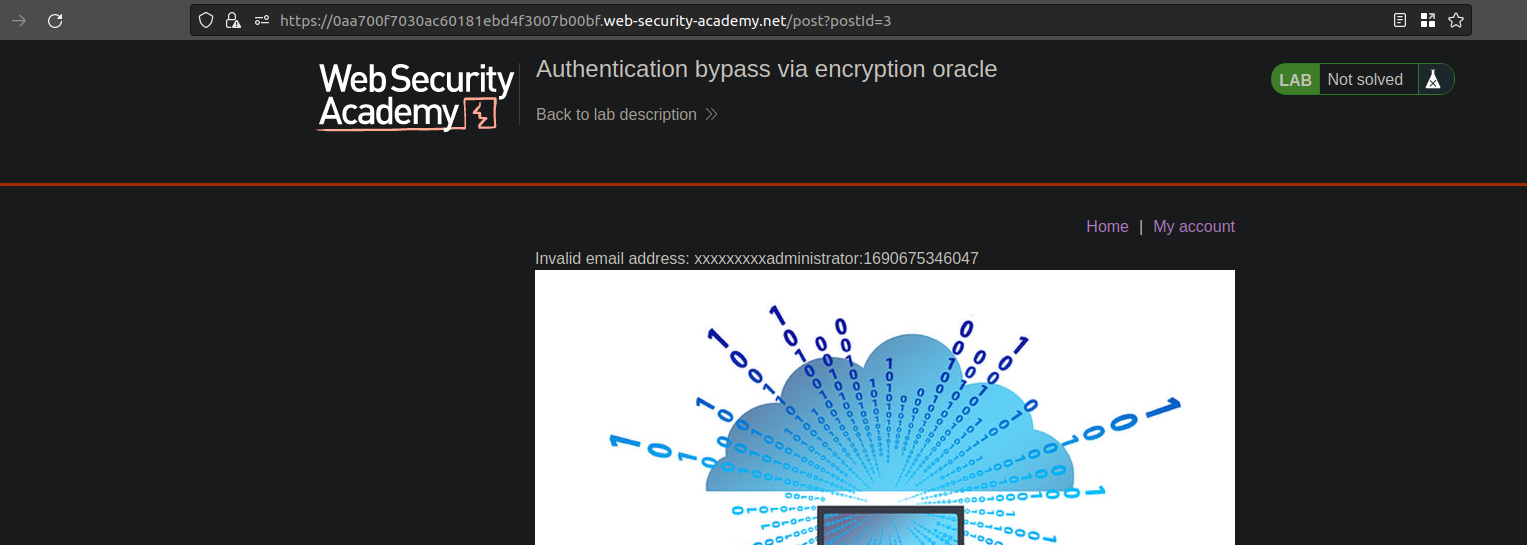 https://0aa700f7030ac60181ebd4f3007b00bf.web-security-academy.net/post?postId=3
Web Security
Academy
Authentication bypass via encryption oracle
Back to lab description
LAB Not solved
Home | My account
Invalid email address: xxxxxxxxxadministrator:1690675346047